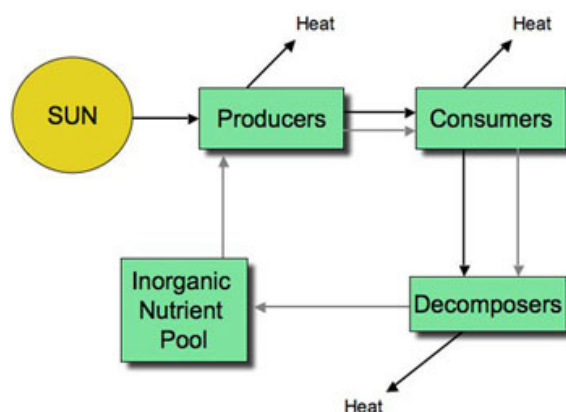 Heat
Heat
SUN
Producers
Consumers
Inorganic
Nutrient
Pool
Decomposers
Heat